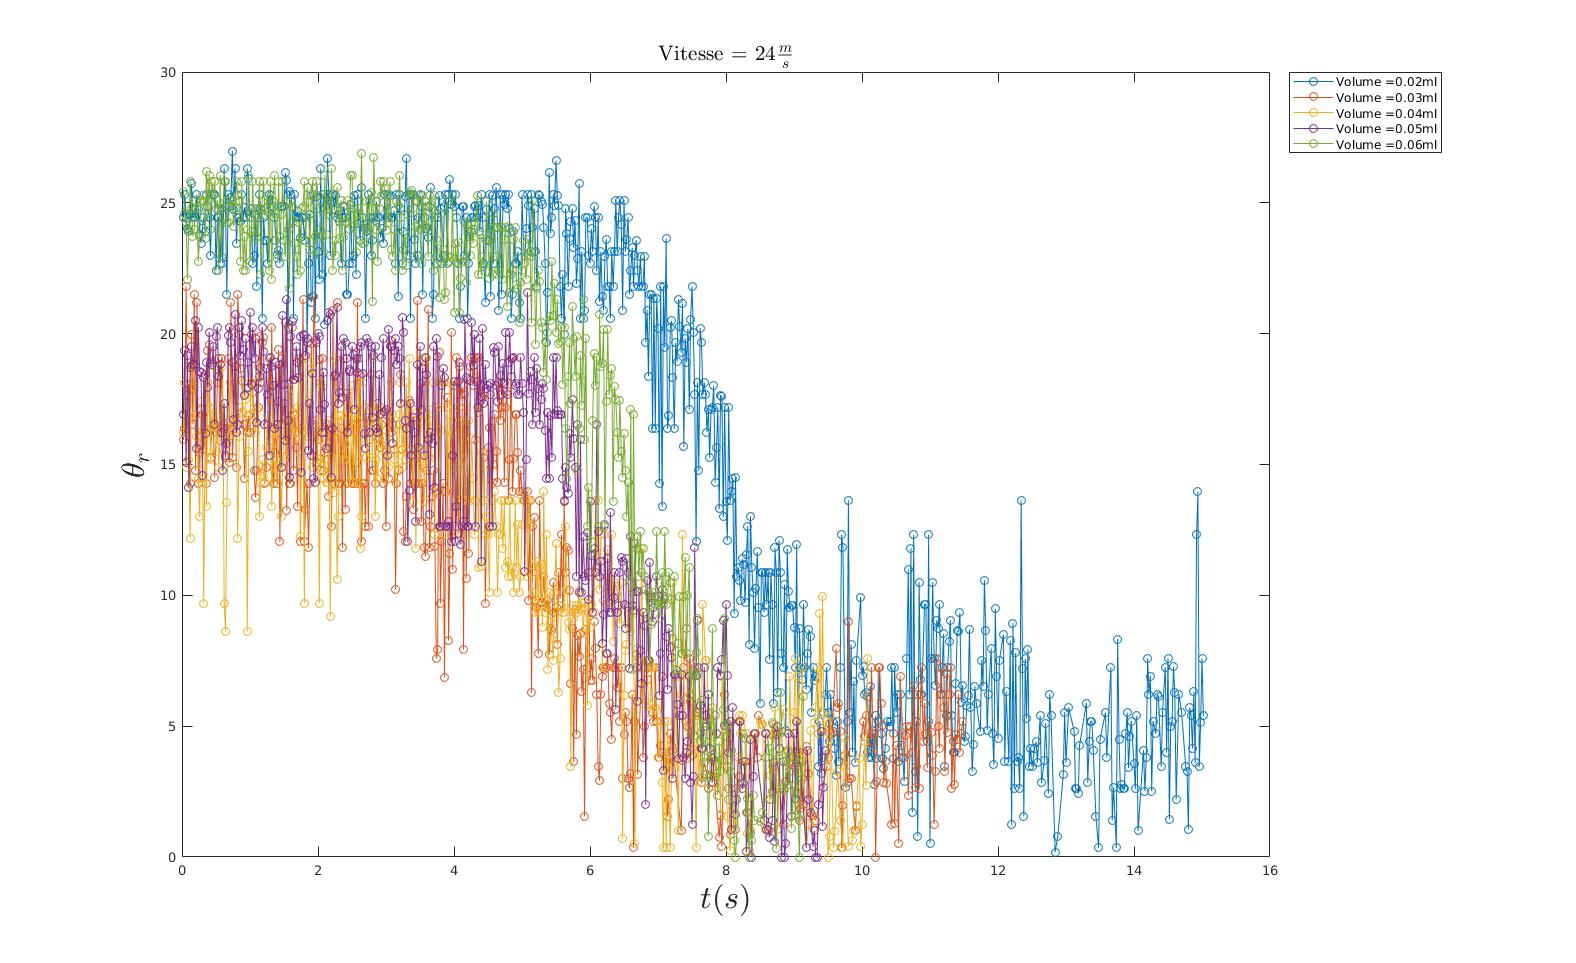 Vitesse = 24 m/s
30
25
20
15
10
5
0
θr
0 2 4 6 8 10 12 14 16
t(s)
Volume =0.02ml
Volume =0.03ml
Volume =0.04ml
Volume =0.05ml
Volume =0.06ml